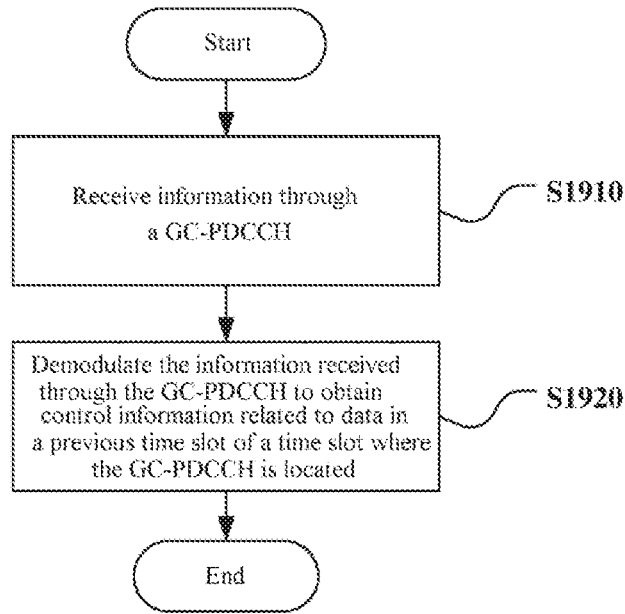 Start
Receive information through
a GC-PDCCH
S1910
Demodulate the information received
through the GC-PDCCH to obtain
control information related to data in
a previous time slot of a time slot where
the GC-PDCCH is located
S1920
End